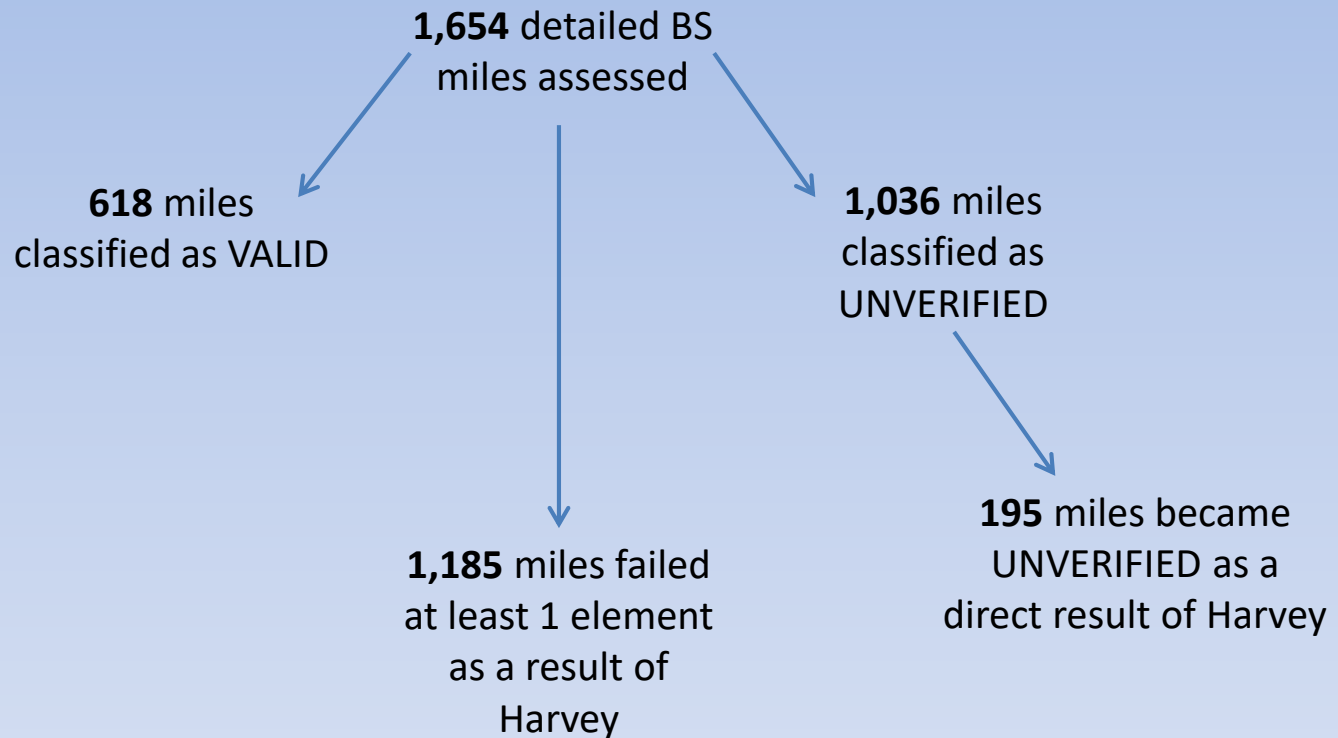 1,654 detailed BS
miles assessed
618 miles
classified as VALID
1,036 miles
classified as
UNVERIFIED
1,185 miles failed
at least 1 element
as a result of
Harvey
195 miles became
UNVERIFIED as a
direct result of Harvey